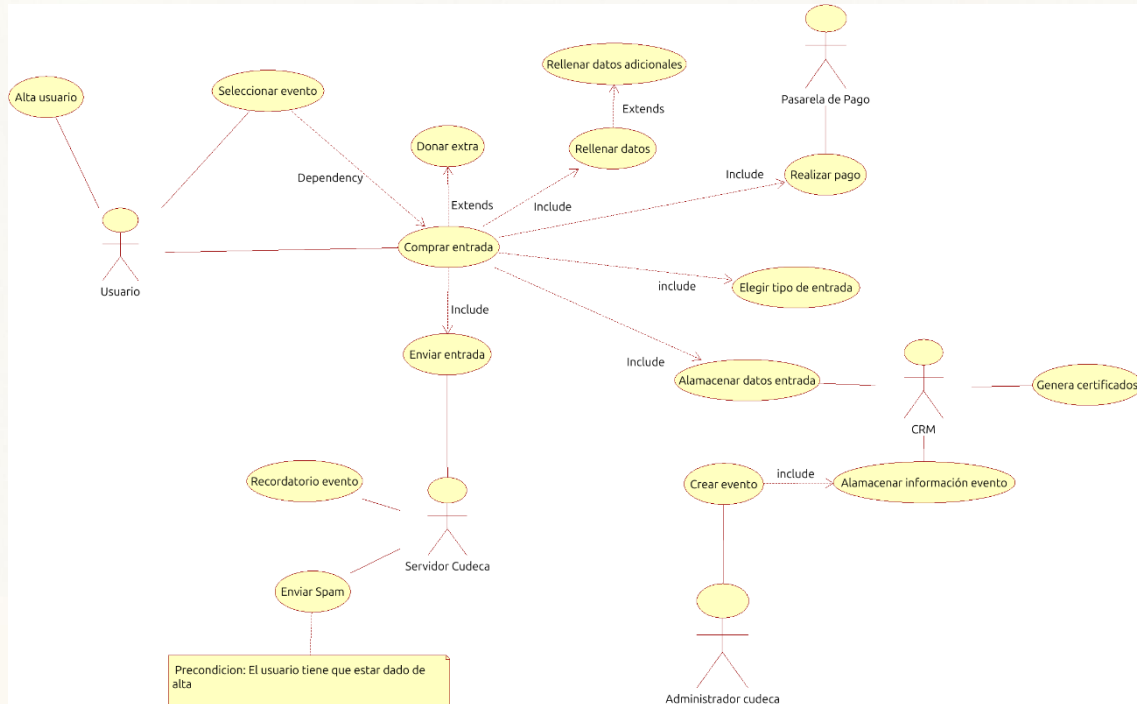 Pasarela de Pago
Rellenar datos adicionales
Alta usuario
Seleccionar evento
Extends
Donar extra
Rellenar datos
Dependency
Include
Realizar pago
Extends
Include
Comprar entrada
Usuario
include
Elegir tipo de entrada
Include
Enviar entrada
Include
Alamacenar datos entrada
Genera certificados
CRM
Recordatorio evento
Crear evento
include
Alamacenar información evento
Servidor Cudeca
Enviar Spam
Precondicion: El usuario tiene que estar dado de
alta
Administrador cudeca